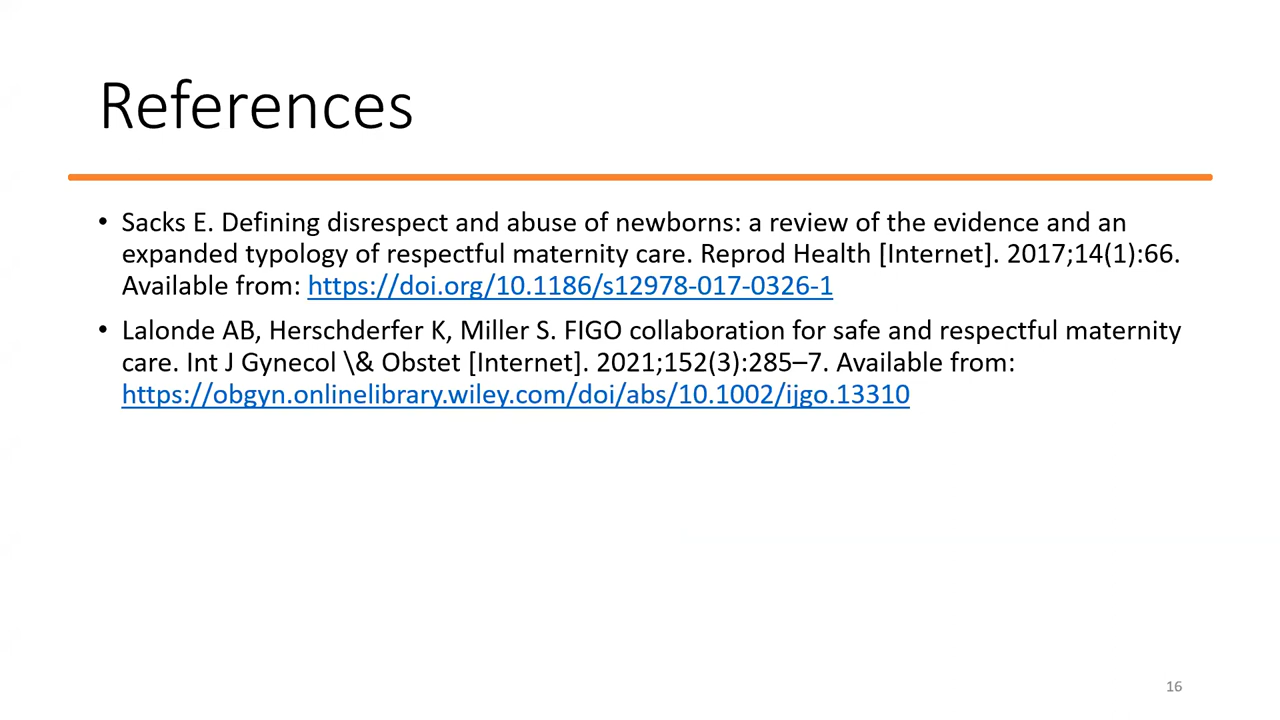 References
• Sacks E. Defining disrespect and abuse of newborns: a review of the evidence and an
expanded typology of respectful maternity care. Reprod Health [Internet]. 2017;14(1):66.
Available from: https://doi.org/10.1186/s12978-017-0326-1
• Lalonde AB, Herschderfer K, Miller S. FIGO collaboration for safe and respectful maternity
care. Int J Gynecol \& Obstet [Internet]. 2021;152(3):285–7. Available from:
https://obgyn.onlinelibrary.wiley.com/doi/abs/10.1002/ijgo.13310
16